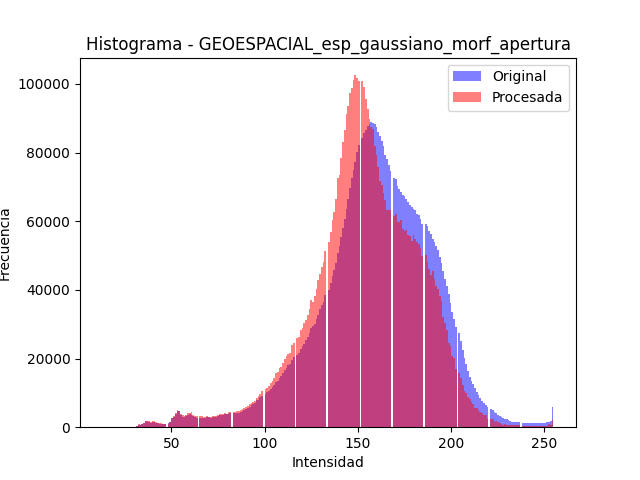 Histograma - GEOESPACIAL_esp_gaussiano_morf_apertura
Original
Procesada
100000
80000
60000
40000
20000
0
Frecuencia
50
100
150
200
250
Intensidad